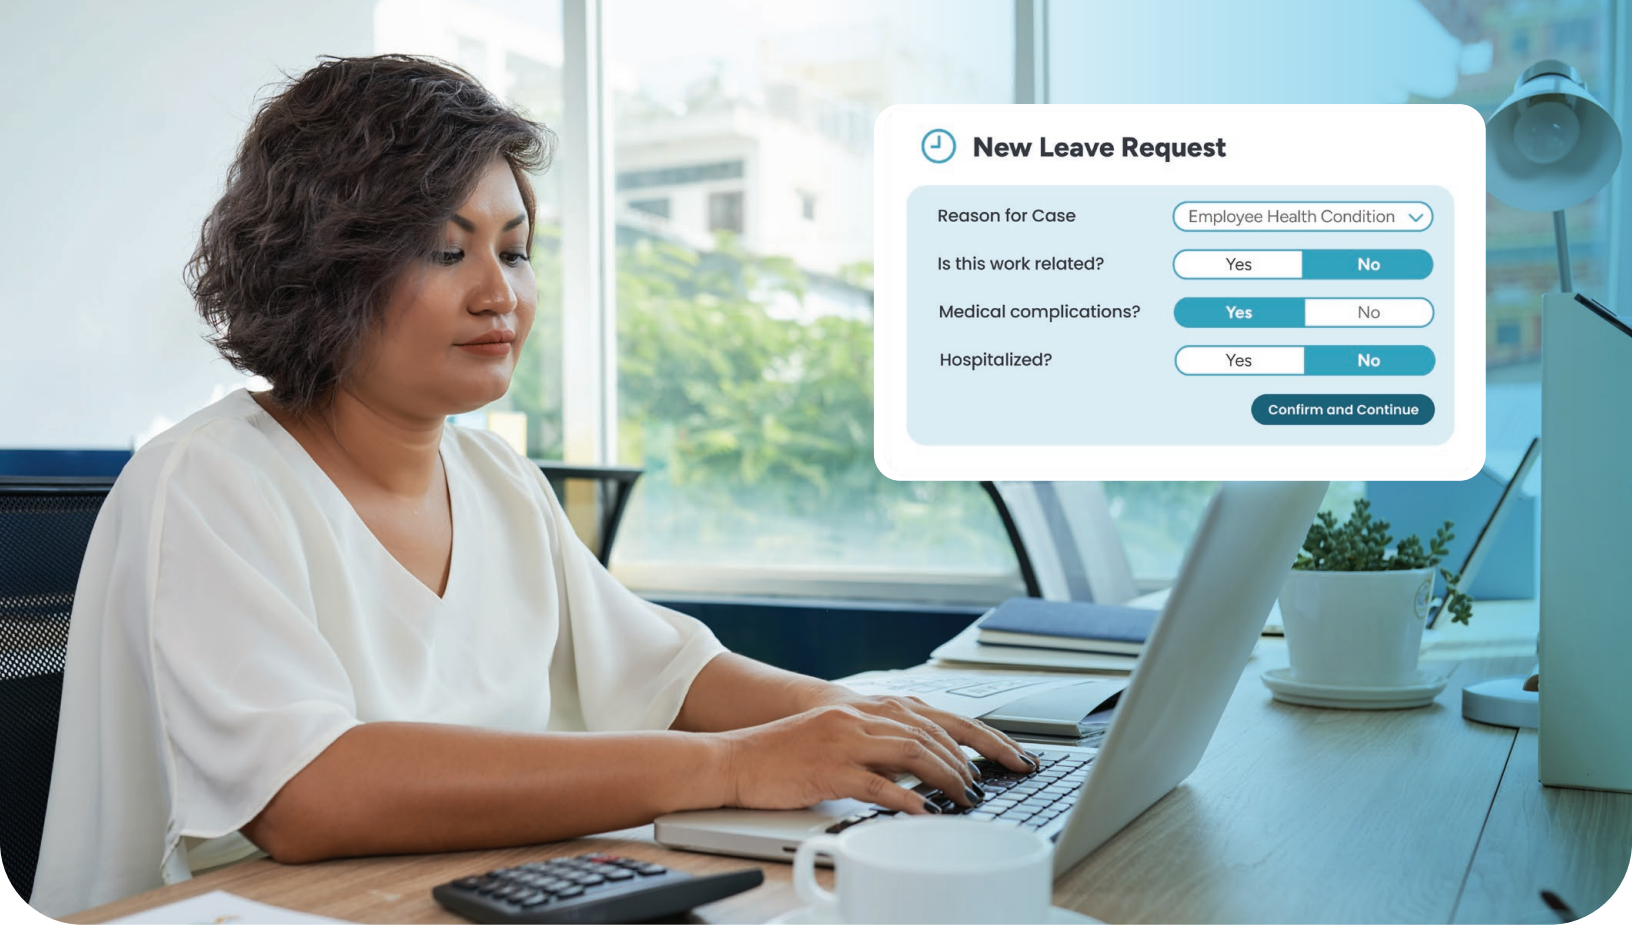 New Leave Request
Reason for Case Employee Health Condition
Is this work related? Yes No
Medical complications? Yes No
Hospitalized? Yes No
Confirm and Continue